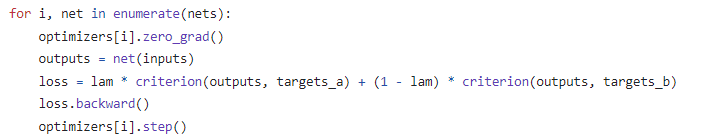 for i, net in enumerate(nets):
    optimizers[i].zero_grad()
    outputs = net(inputs)
    loss = lam * criterion(outputs, targets_a) + (1 - lam) * criterion(outputs, targets_b)
    loss.backward()
    optimizers[i].step()